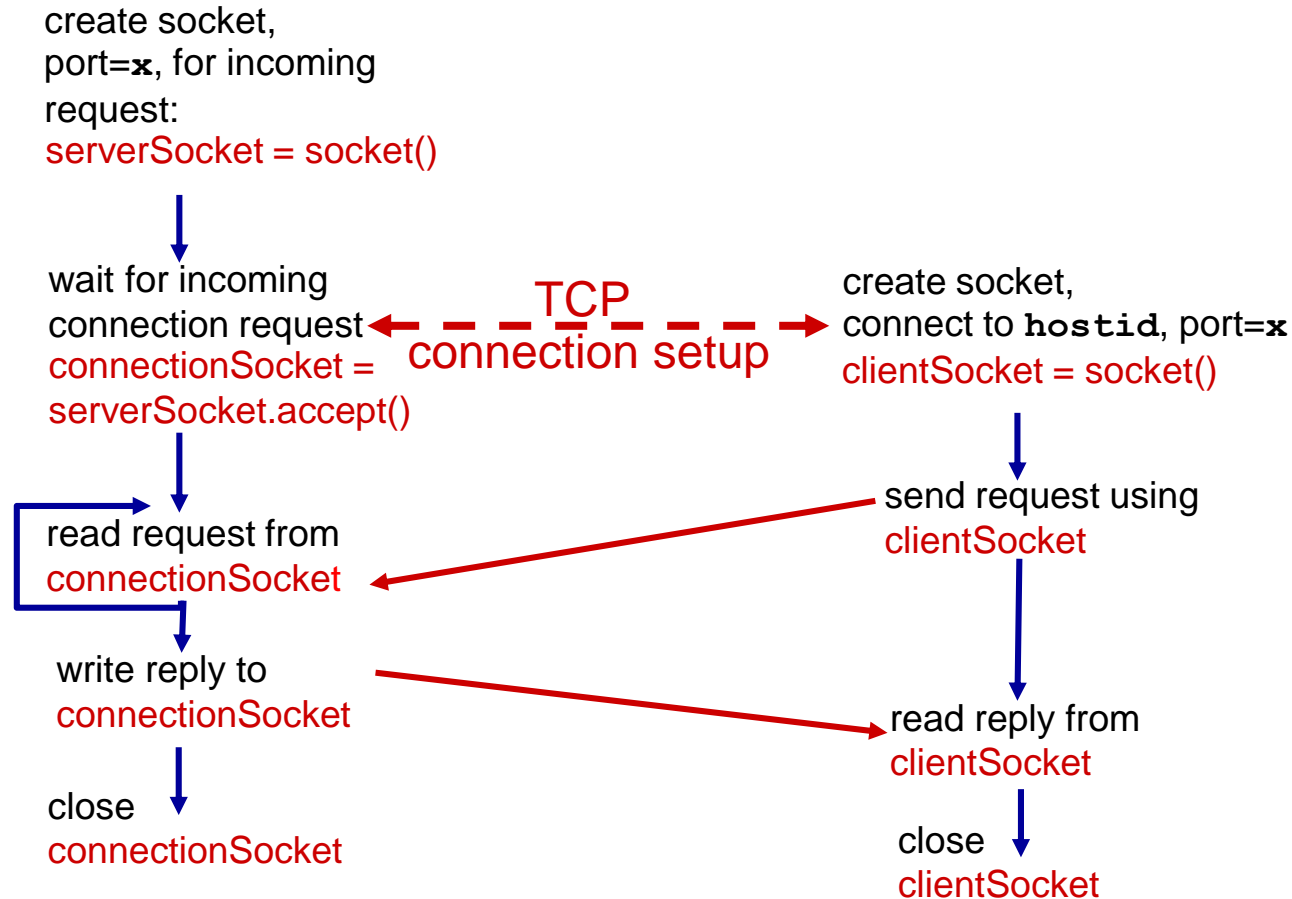 create socket,
port=x, for incoming
request:
serverSocket = socket()
wait for incoming
connection request
connectionSocket =
serverSocket.accept()
TCP
connection setup
create socket,
connect to hostid, port=x
clientSocket = socket()
read request from
connectionSocket
send request using
clientSocket
write reply to
connectionSocket
read reply from
clientSocket
close
connectionSocket
close
clientSocket